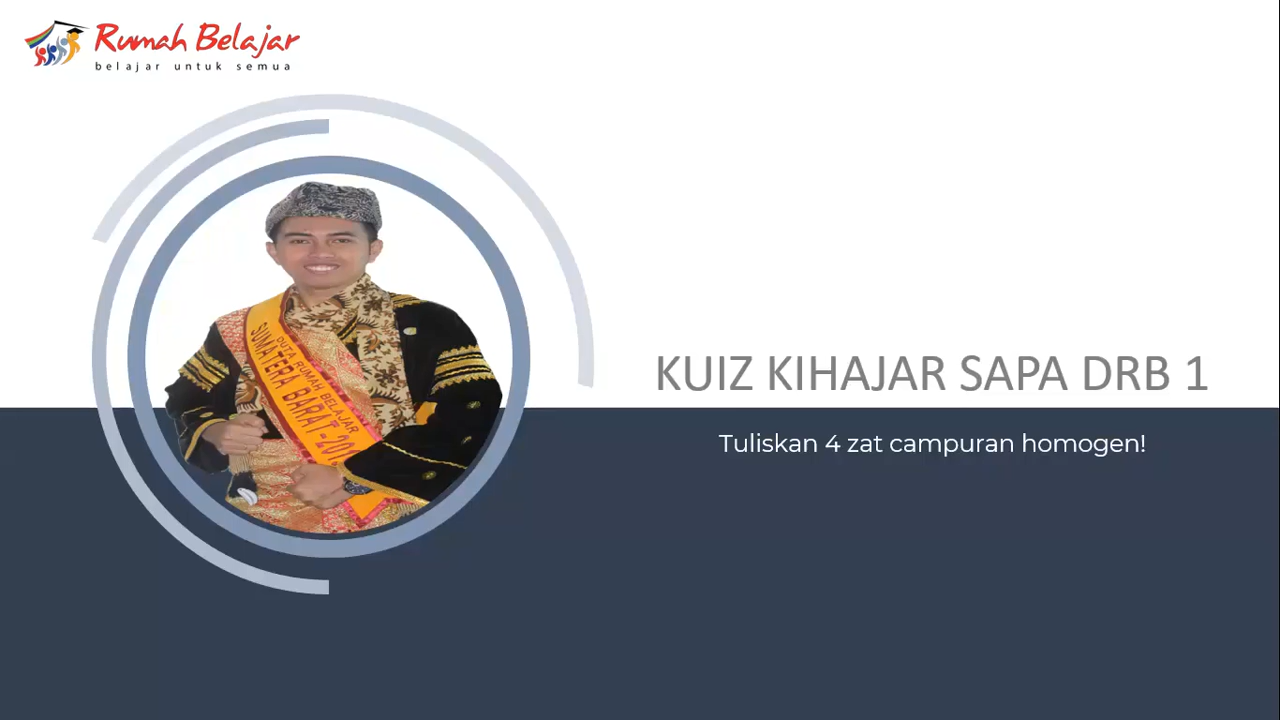 Rumah Belajar
belajar untuk semua
DUTA RUMAH BELAJAR
SUMATERA BARAT-201
KUIZ KIHAJAR SAPA DRB 1
Tuliskan 4 zat campuran homogen!